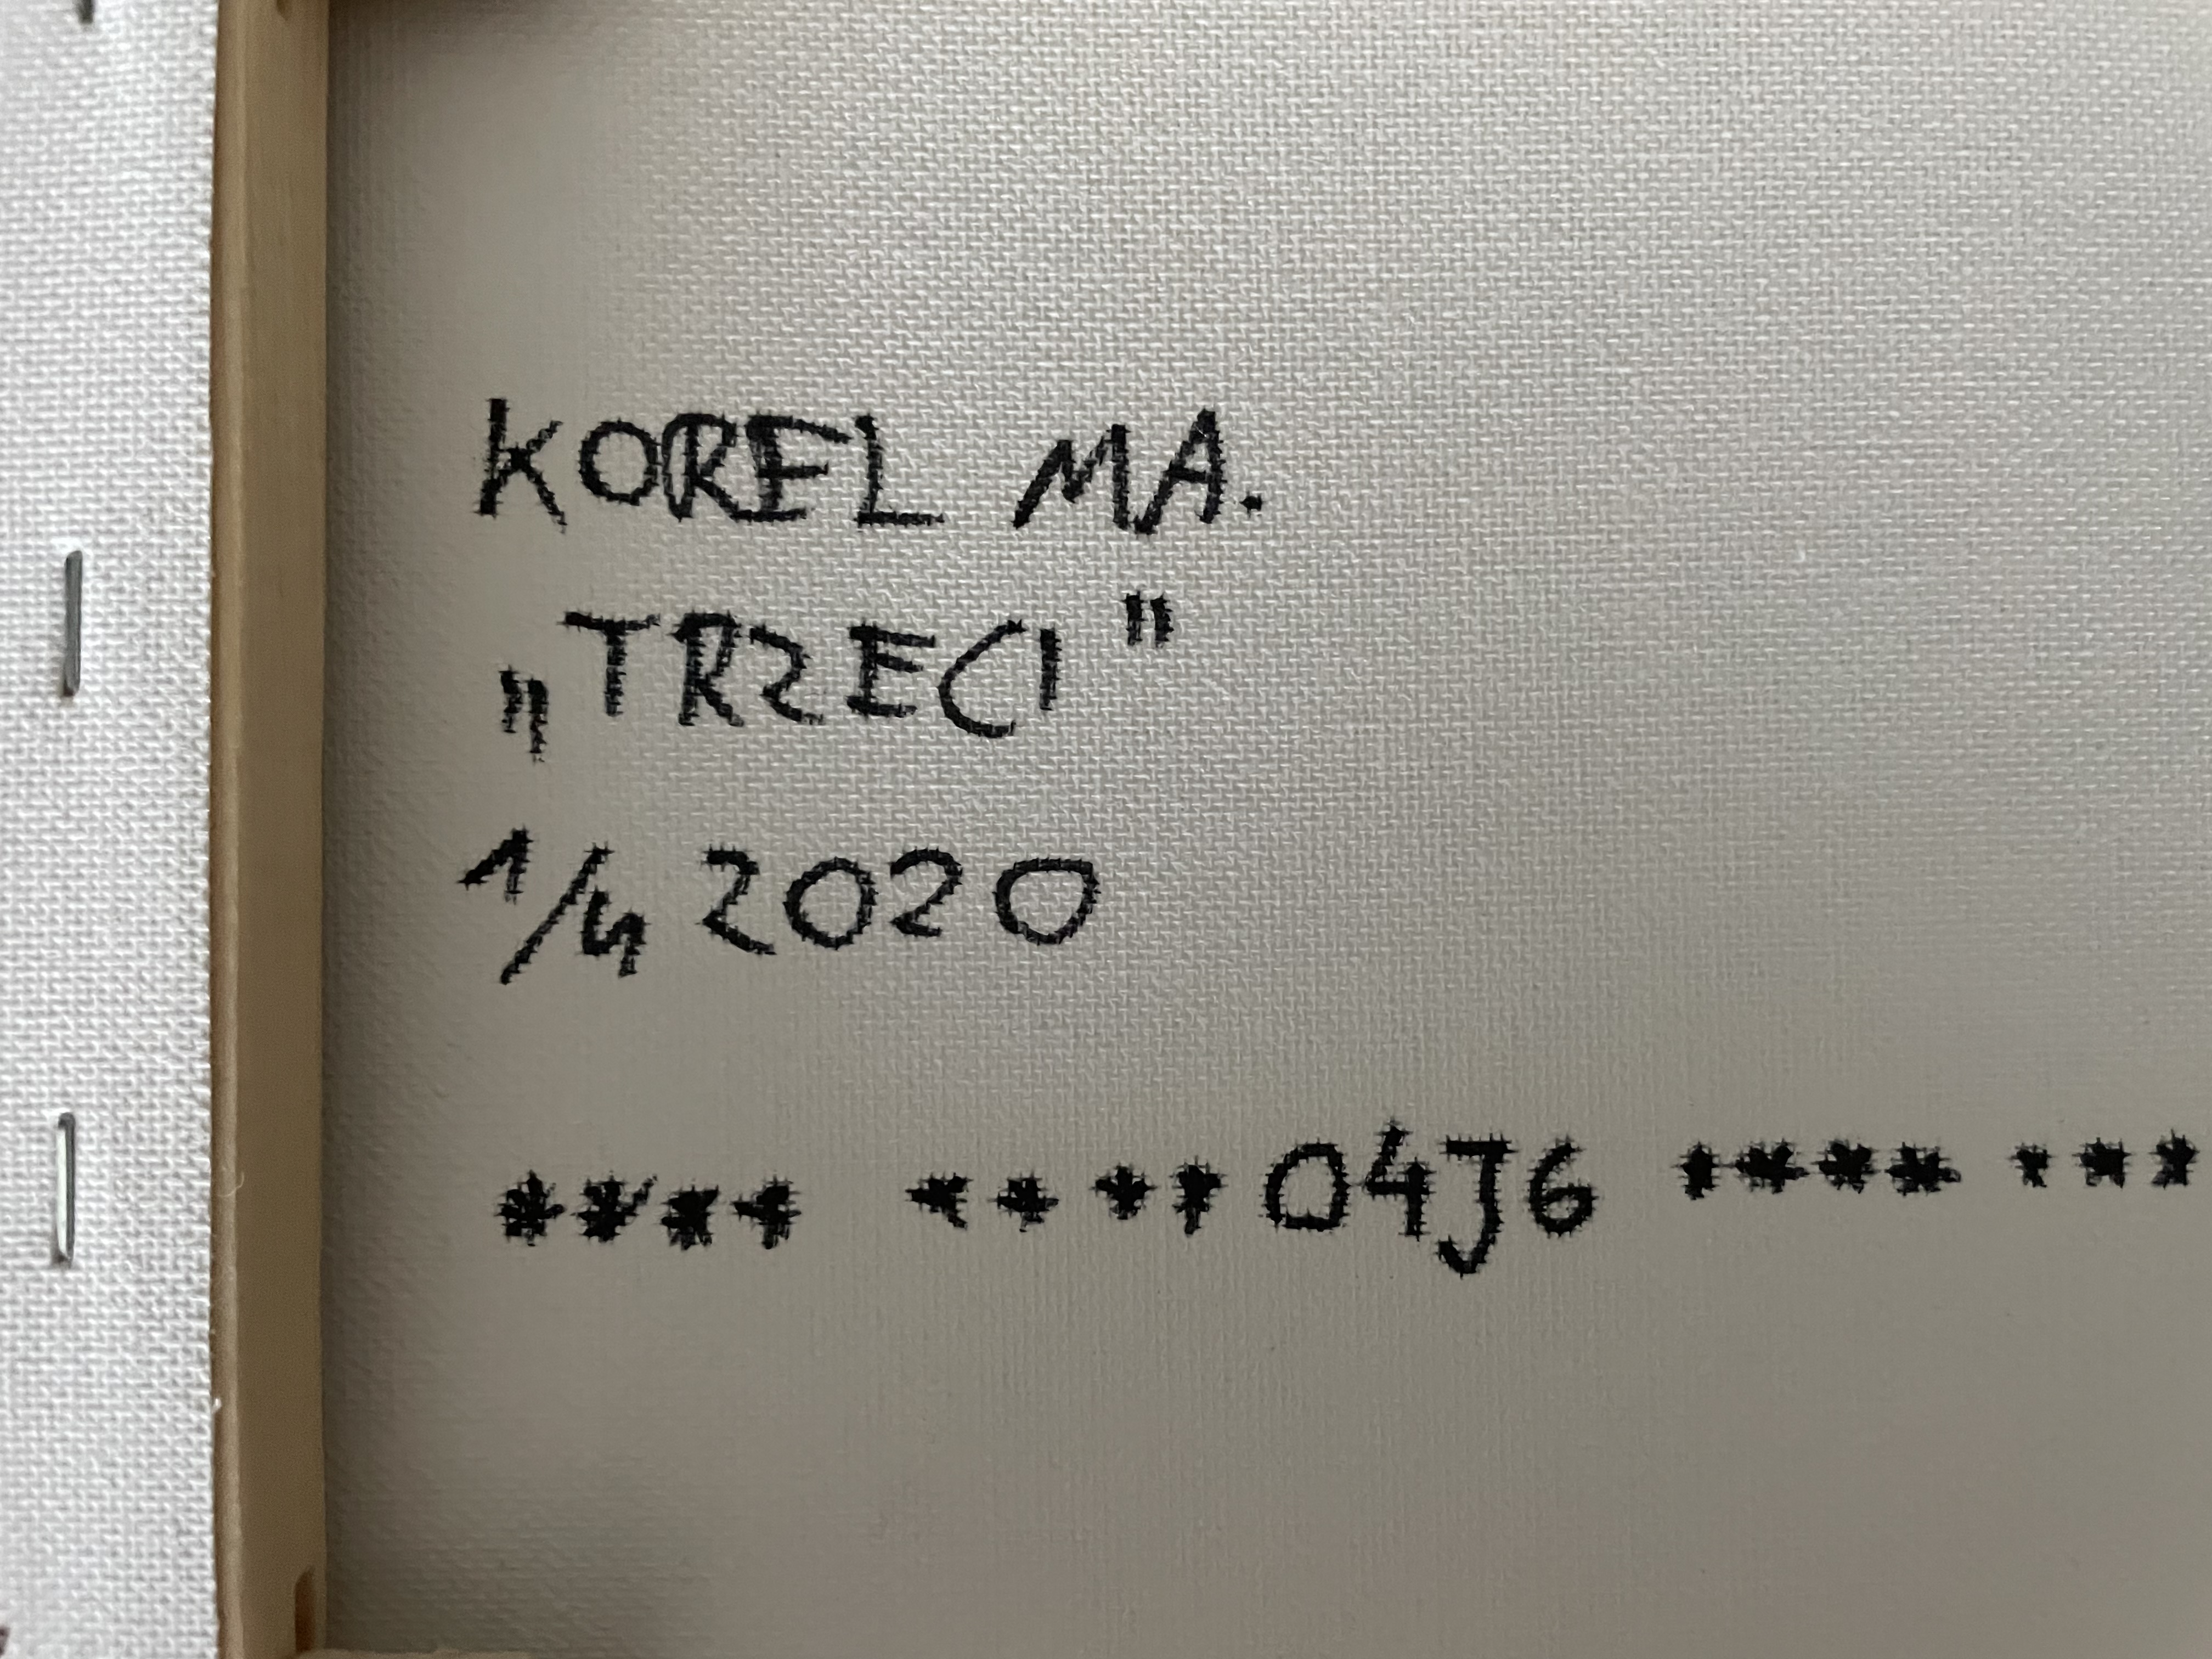 KOREL MA.
„TRZECI"
1/4 2020
**** ****04J6 **** ***